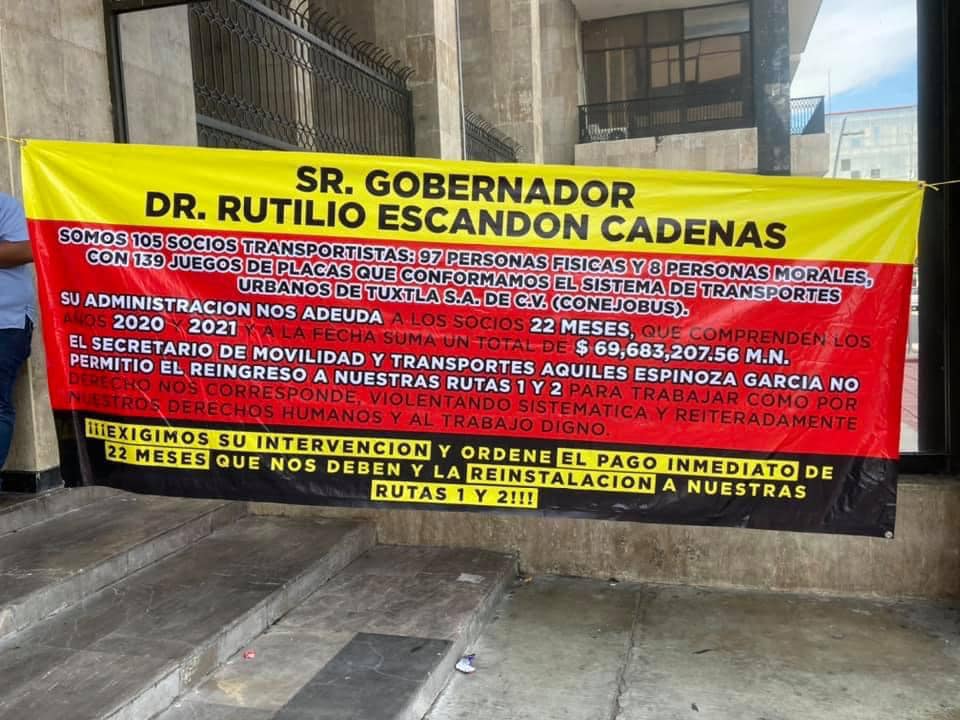 SR. GOBERNADOR
DR. RUTILIO ESCANDON CADENAS
SOMOS 105 SOCIOS TRANSPORTISTAS: 97 PERSONAS FISICAS Y 8 PERSONAS MORALES,
CON 139 JUEGOS DE PLACAS QUE CONFORMAMOS EL SISTEMA DE TRANSPORTES
URBANOS DE TUXTLA S.A. DE C.V. (CONEJOBUS).
SU ADMINISTRACION NOS ADEUDA A LOS SOCIOS 22 MESES, QUE COMPRENDEN LOS
AÑOS 2020 Y 2021 Y A LA FECHA SUMA UN TOTAL DE $ 69,683,207.56 M.N.
EL SECRETARIO DE MOVILIDAD Y TRANSPORTES AQUILES ESPINOZA GARCIA NO
PERMITIO EL REINGRESO A NUESTRAS RUTAS 1 Y 2 PARA TRABAJAR COMO POR
DERECHO NOS CORRESPONDE, VIOLENTANDO SISTEMATICA Y REITERADAMENTE
NUESTROS DERECHOS HUMANOS Y AL TRABAJO DIGNO.
¡¡¡EXIGIMOS SU INTERVENCION Y ORDENE EL PAGO INMEDIATO DE
22 MESES QUE NOS DEBEN Y LA REINSTALACION A NUESTRAS
RUTAS 1 Y 2!!!